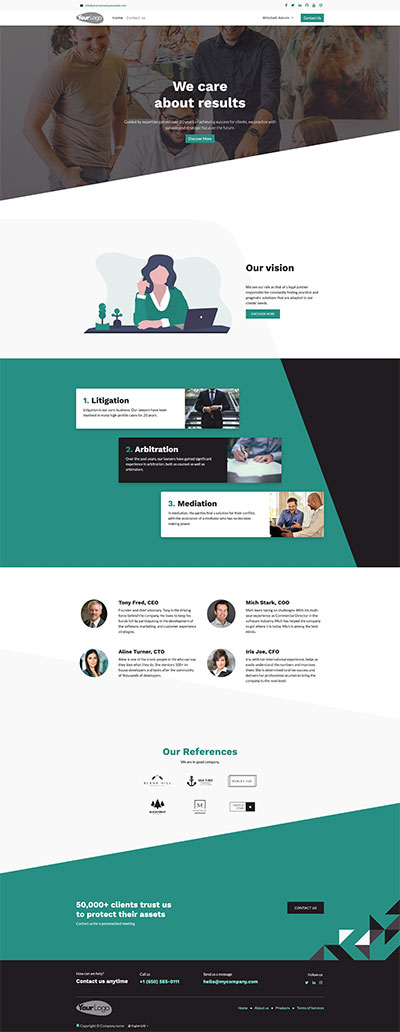 info@yourcompany.example.com
YourLogo
Home Contact us
Mitchell Admin
Contact Us
We care
about results
Guided by expertise gained over 20 years of achieving success for clients, we practice with
passion and strategic focus on the future.
Discover More
Our vision
We see our role as that of a legal partner
responsible for constantly finding practical and
pragmatic solutions that are adapted to our
clients' needs.
DISCOVER MORE
1. Litigation
Litigation is our core business. Our lawyers have been
involved in many high-profile cases for 20 years.
2. Arbitration
Over the past years, our lawyers have gained significant
experience in arbitration, both as counsel as well as
arbitrators.
3. Mediation
In mediation, the parties find a solution for their conflict,
with the assistance of a mediator who has no decision
making power.
Tony Fred, CEO
Founder and chief visionary, Tony is the driving
force behind the company. He loves to keep his
hands full by participating in the development of
the software, marketing, and customer experience
strategies.
Mich Stark, COO
Mich loves taking on challenges. With his multi-
year experience as Commercial Director in the
software industry, Mich has helped the company
to get where it is today. Mich is among the best
minds.
Aline Turner, CTO
Aline is one of the iconic people in life who can say
they love what they do. She mentors 100+ in-
house developers and looks after the community
of thousands of developers.
Iris Joe, CFO
Iris, with her international experience, helps us
easily understand the numbers and improves
them. She is determined to drive success and
delivers her professional acumen to bring the
company to the next level.
Our References
We are in good company.
50,000+ clients trust us
to protect their assets
Contact us for a personalized meeting
CONTACT US
How can we help?
Contact us anytime
Call us
+1 (650) 555-0111
Send us a message
hello@mycompany.com
Follow us
YourLogo
Home
About us
Products
Terms of Services
Copyright © Company name
English (US)